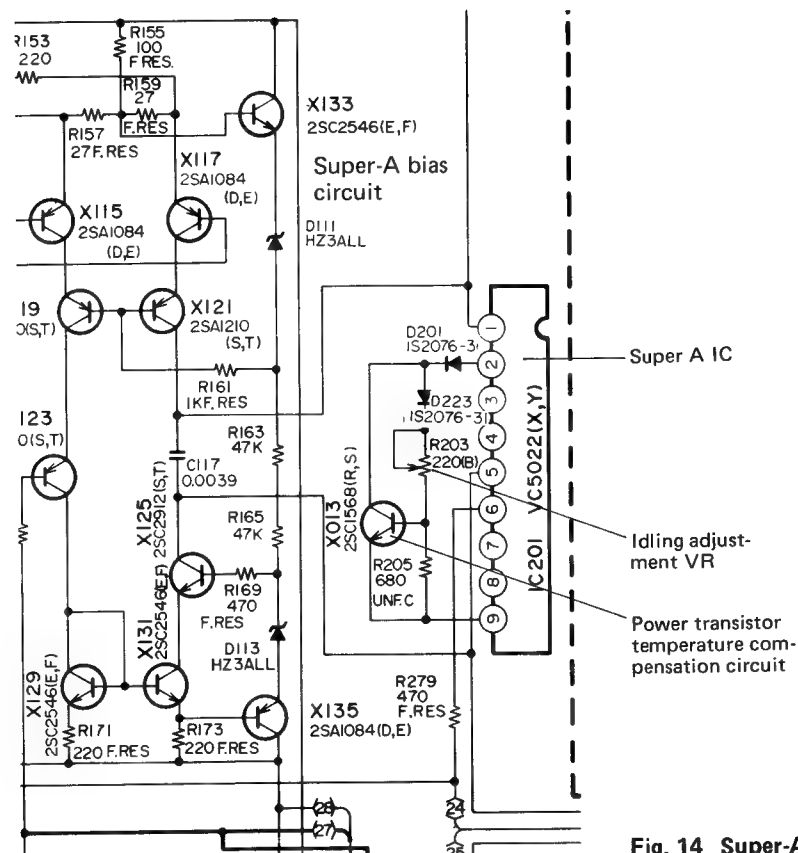 R153
220
R155
100
F RES.
R159
27
F.RES
R157
27F.RES
X133
2SC2546(E,F)
X117
2SA1084
(D,E)
Super-A bias
circuit
X115
2SA1084
(D,E)
D111
HZ3ALL
19
O(S,T)
X121
2SA1210
(S,T)
R161
1KF.RES
D201
1S2076-31
1
2
3
4
5
6
7
8
9
Super A IC
D223
1S2076-31
R203
220(B)
VC5022(X,Y)
IC201
123
O(S,T)
C117
0.0039
R163
47K
R165
47K
X125
2SC2912(S,T)
X013
2SC1568(R,S)
R205
680
UNF.C
Idling adjust-
ment VR
R169
470
F.RES
X131
2SC2546(E,F)
D113
HZ3ALL
Power transistor
temperature com-
pensation circuit
X129
2SC2546(E,F)
R171
220 F.RES
R173
220 F.RES
X135
2SA1084(D,E)
R279
470
F.RES
(28)
(27)
24
25
Fig. 14 Super-A